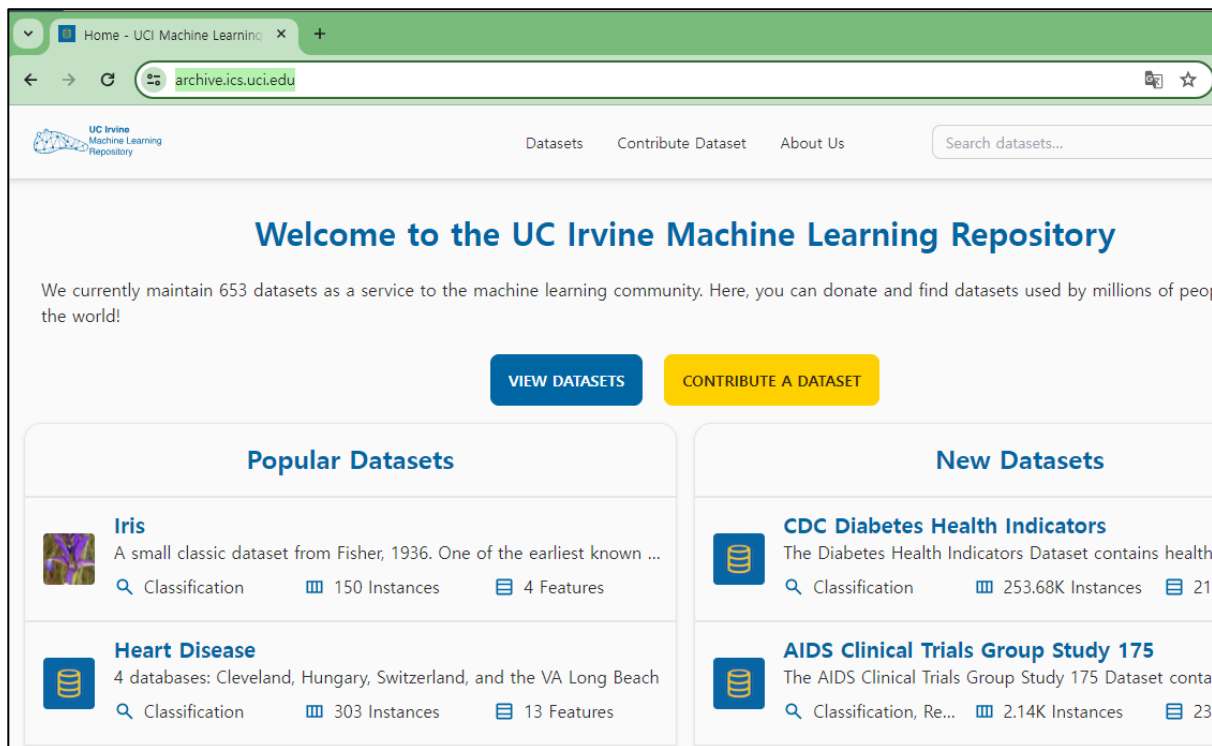 Home - UCI Machine Learning
archive.ics.uci.edu
UC Irvine
Machine Learning
Repository
Datasets Contribute Dataset About Us Search datasets...
Welcome to the UC Irvine Machine Learning Repository
We currently maintain 653 datasets as a service to the machine learning community. Here, you can donate and find datasets used by millions of
the world!
VIEW DATASETS CONTRIBUTE A DATASET
Popular Datasets
Iris
A small classic dataset from Fisher, 1936. One of the earliest known ...
Classification 150 Instances 4 Features
Heart Disease
4 databases: Cleveland, Hungary, Switzerland, and the VA Long Beach
Classification 303 Instances 13 Features
New Datasets
CDC Diabetes Health Indicators
The Diabetes Health Indicators Dataset contains health
Classification 253.68K Instances 21
AIDS Clinical Trials Group Study 175
The AIDS Clinical Trials Group Study 175 Dataset
Classification, Re... 2.14K Instances 23